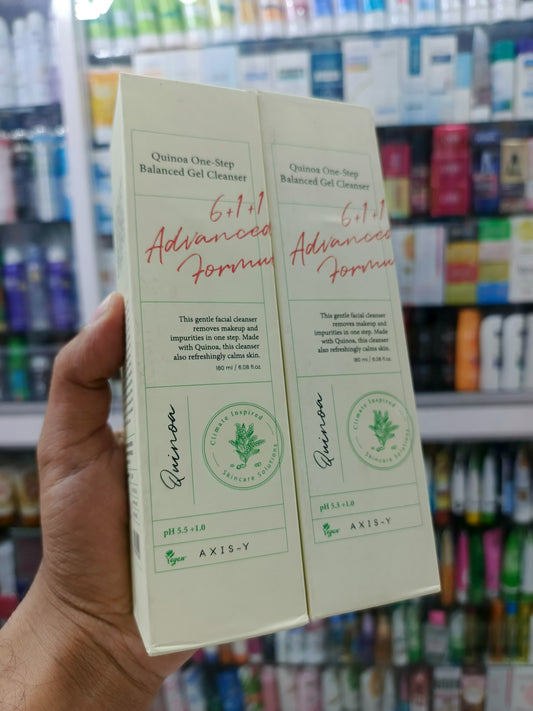 Quinoa One-Step
Balanced Gel Cleanser
6+1+1
Advanced
Formu
This gentle facial cleanser
removes makeup and
impurities in one step. Made
with Quinoa, this cleanser
also refreshingly calms skin.
180 ml / 6.08 fl.oz.
Quinoa
Climate Inspired
Skincare Solutions
pH 5.5 ±1.0
Vegan
AXIS-Y
Quinoa One-Step
Balanced Gel Cleanser
6+1+1
Advanced
Formu
This gentle facial cleanser
removes makeup and
impurities in one step. Made
with Quinoa, this cleanser
also refreshingly calms skin.
180 ml / 6.08 fl.oz.
Quinoa
Climate Inspired
Skincare Solutions
pH 5.5 ±1.0
Vegan
AXIS-Y